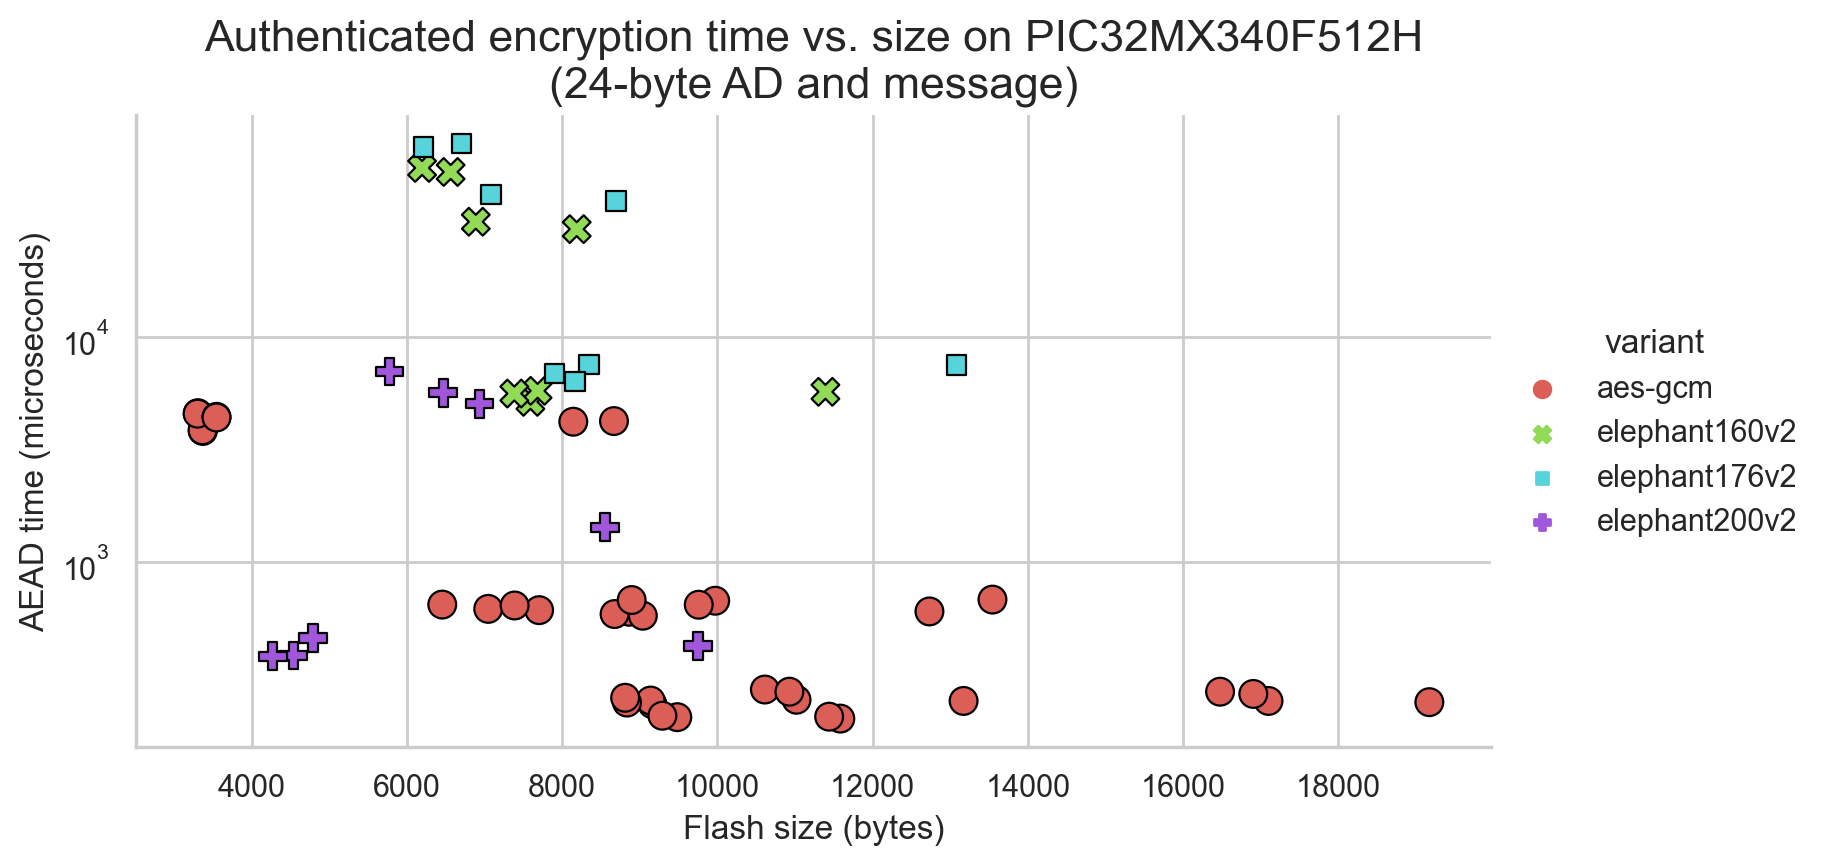 Authenticated encryption time vs. size on PIC32MX340F512H
(24-byte AD and message)
AEAD time (microseconds)
10^4
10^3
4000 6000 8000 10000 12000 14000 16000 18000
Flash size (bytes)
variant
aes-gcm
elephant160v2
elephant176v2
elephant200v2